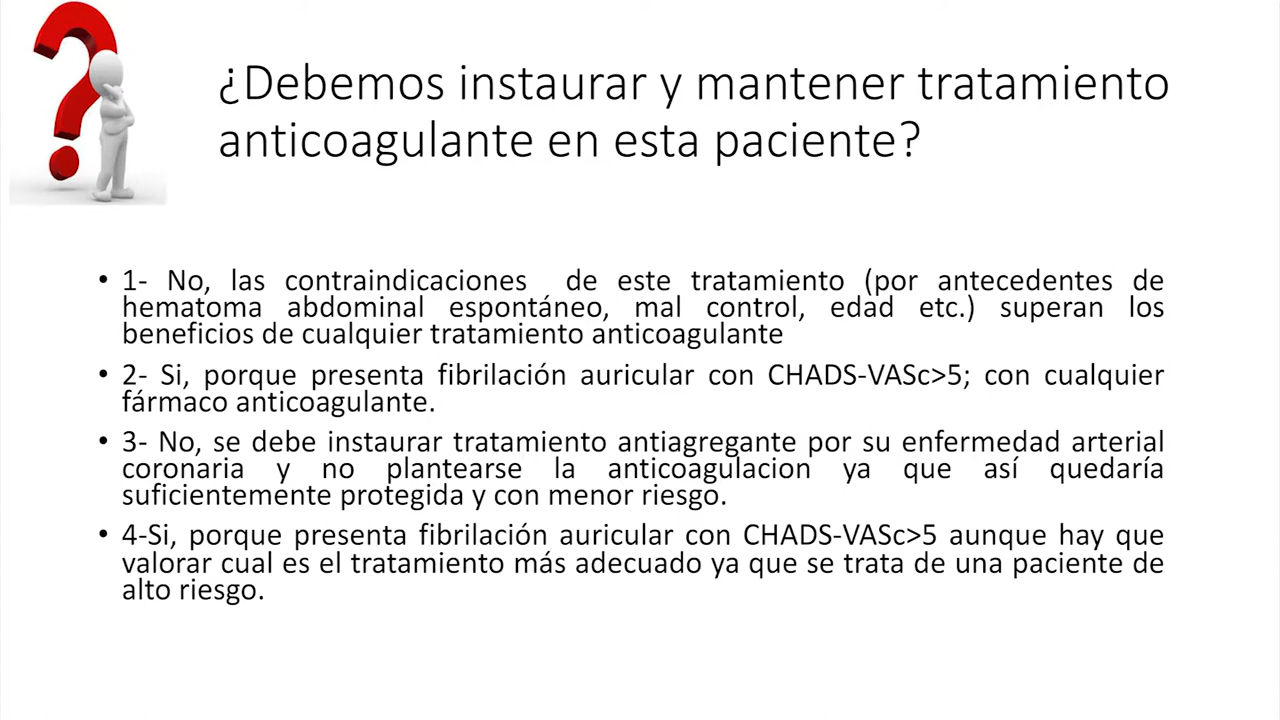 ¿Debemos instaurar y mantener tratamiento
anticoagulante en esta paciente?
• 1- No, las contraindicaciones de este tratamiento (por antecedentes de
hematoma abdominal espontáneo, mal control, edad etc.) superan los
beneficios de cualquier tratamiento anticoagulante
• 2- Si, porque presenta fibrilación auricular con CHADS-VASc>5; con cualquier
fármaco anticoagulante.
• 3- No, se debe instaurar tratamiento antiagregante por su enfermedad arterial
coronaria y no plantearse la anticoagulacion ya que así quedaría
suficientemente protegida y con menor riesgo.
• 4-Si, porque presenta fibrilación auricular con CHADS-VASc>5 aunque hay que
valorar cual es el tratamiento más adecuado ya que se trata de una paciente de
alto riesgo.